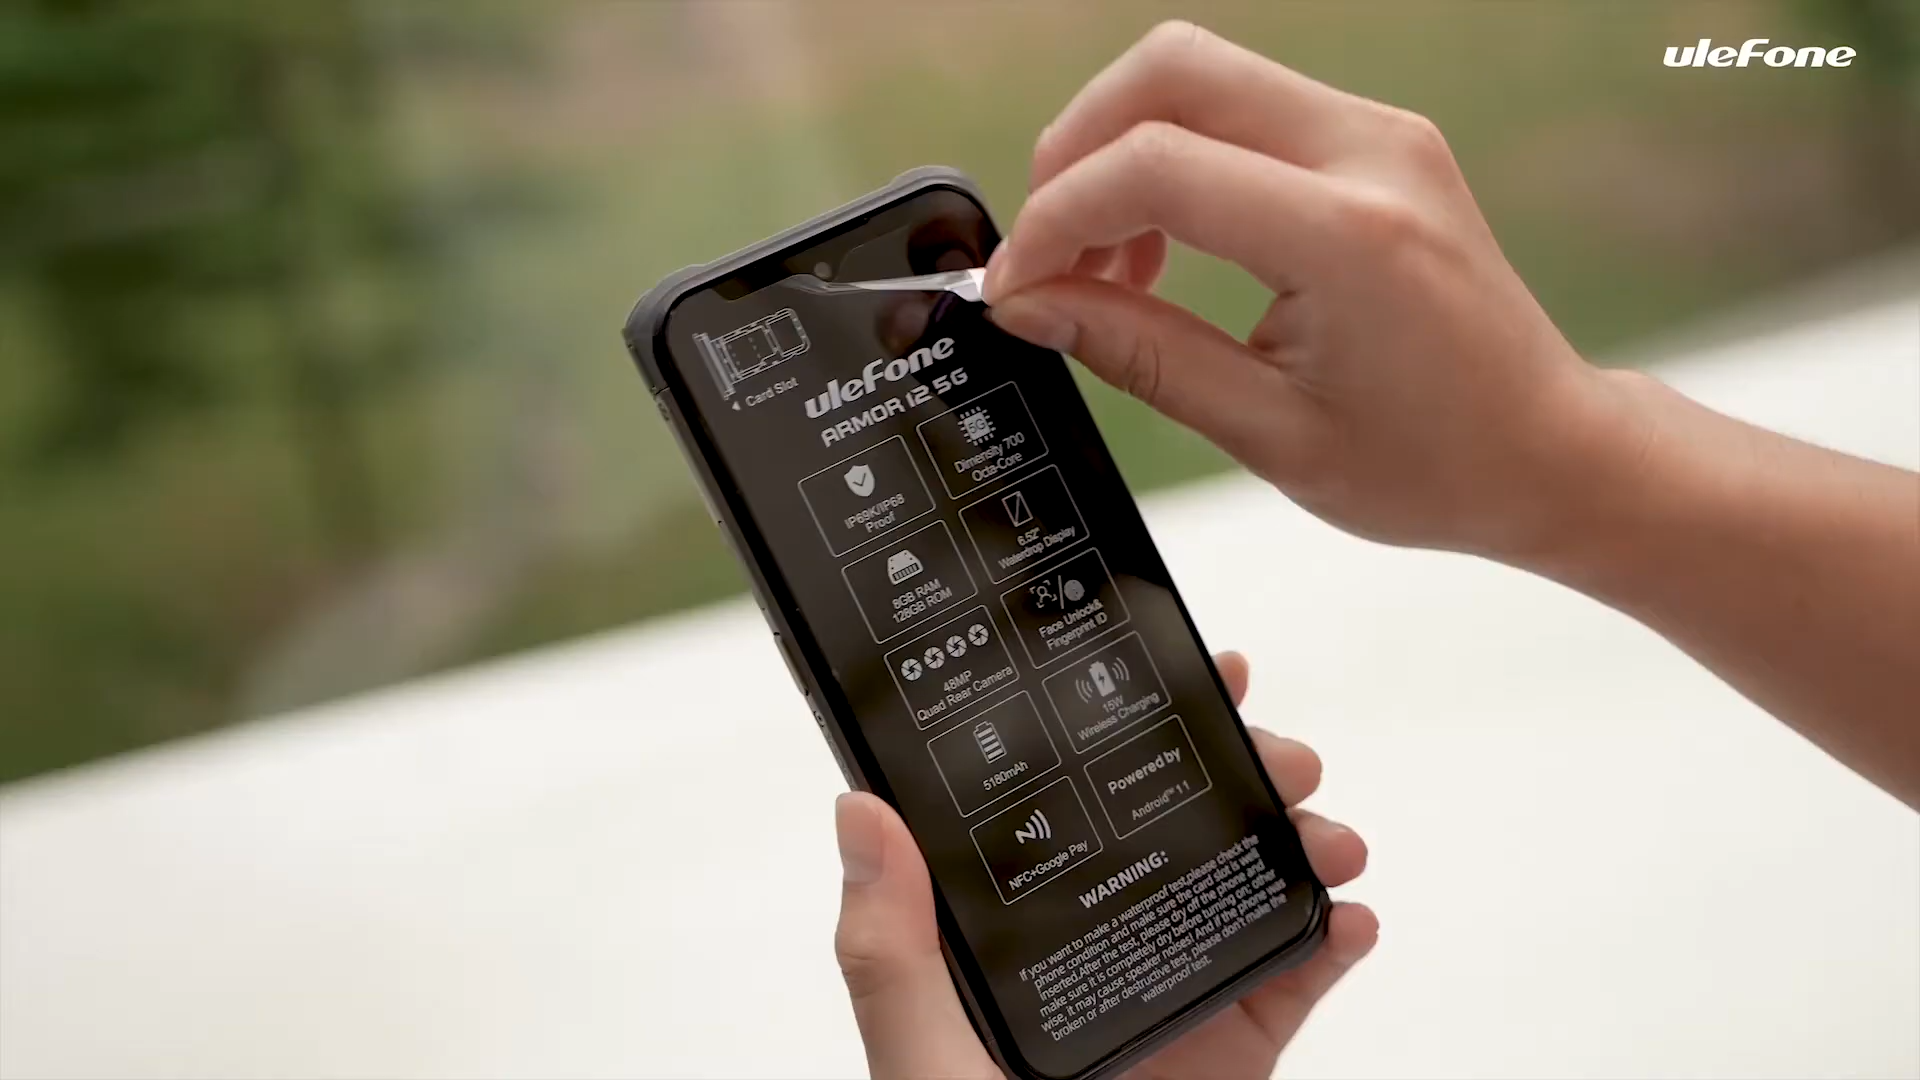 uleFone
Card Slot
uleFone
ARMOR 12 5G
IP69K/IP68
Proof
5G
Dimensity 700
Octa-Core
8GB RAM
128GB ROM
6.52"
Waterdrop Display
48MP
Quad Rear Camera
Face Unlock&
Fingerprint ID
5180mAh
15W
Wireless Charging
NFC+Google Pay
Powered by
Android™ 11
WARNING:
If you want to make a waterproof test,please check the
phone condition and make sure the card slot is well
inserted.After the test, please dry off the phone and
make sure it is completely dry before turning on; other
wise, it may cause speaker noises! And if the phone was
broken or after destructive test, please don't make the
waterproof test.